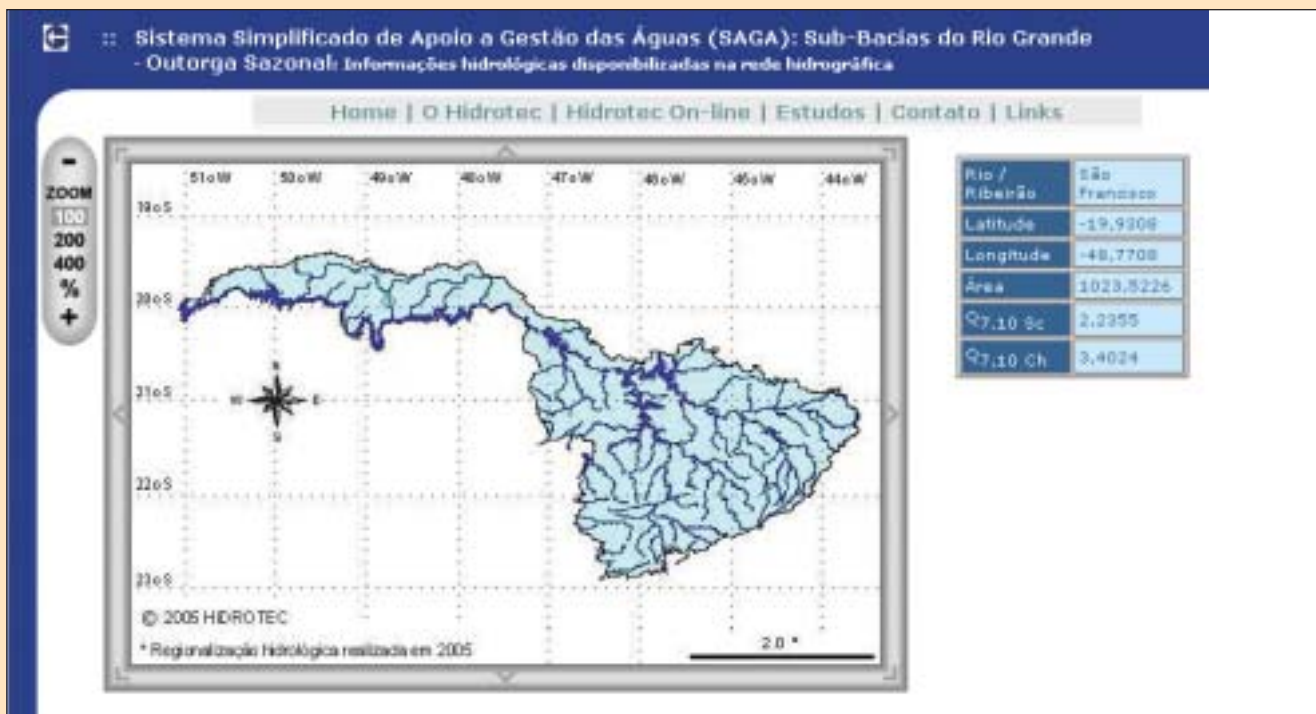 :: Sistema Simplificado de Apoio a Gestão das Águas (SAGA): Sub-Bacias do Rio Grande
- Outorga Sazonal: Informações hidrológicas disponibilizadas na rede hidrográfica
Home | O Hidrotec | Hidrotec On-line | Estudos | Contato | Links
-
ZOOM
100
200
400
%
+
51oW 50oW 49oW 48oW 47oW 46oW 45oW 44oW
19oS
20oS
21oS
22oS
23oS
N
W E
S
© 2005 HIDROTEC
* Regionalização hidrológica realizada em 2005
2.0 °
Rio / Ribeirão
São Francisco
Latitude -19,9308
Longitude -48,7708
Área 1023,5226
Q7,10 Sc 2,2355
Q7,10 Ch 3,4024